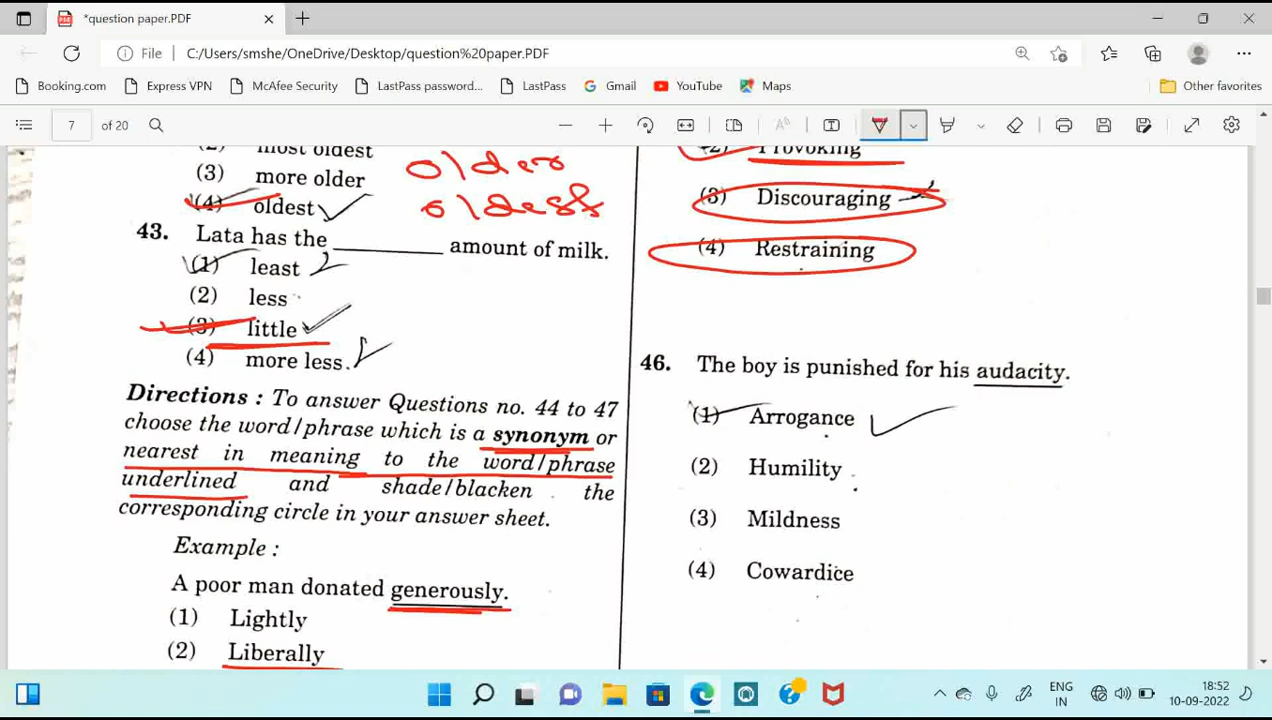 *question paper.PDF
File
C:/Users/smshe/OneDrive/Desktop/question%20paper.PDF
Booking.com
Express VPN
McAfee Security
LastPass password...
LastPass
Gmail
YouTube
Maps
Other favorites
7
of 20
(2) most oldest
(3) more older
(4) oldest
older
oldest
43. Lata has the ________ amount of milk.
(1) least
(2) less
(3) little
(4) more less.
Directions : To answer Questions no. 44 to 47
choose the word/phrase which is a synonym or
nearest in meaning to the word/phrase
underlined and shade/blacken the
corresponding circle in your answer sheet.
Example :
A poor man donated generously.
(1) Lightly
(2) Liberally
(2) Provoking
(3) Discouraging
(4) Restraining
46. The boy is punished for his audacity.
(1) Arrogance
(2) Humility
(3) Mildness
(4) Cowardice
ENG
IN
18:52
10-09-2022